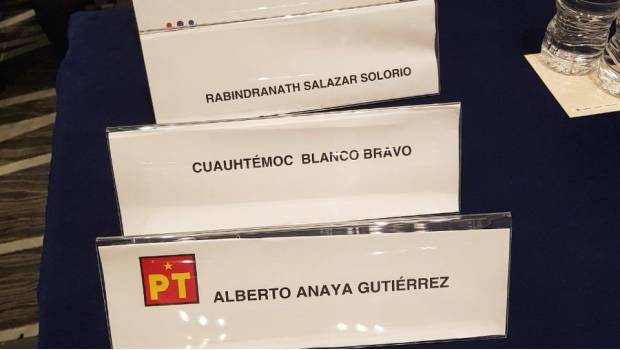 RABINDRANATH SALAZAR SOLORIO
CUAUHTÉMOC BLANCO BRAVO
PT
ALBERTO ANAYA GUTIÉRREZ